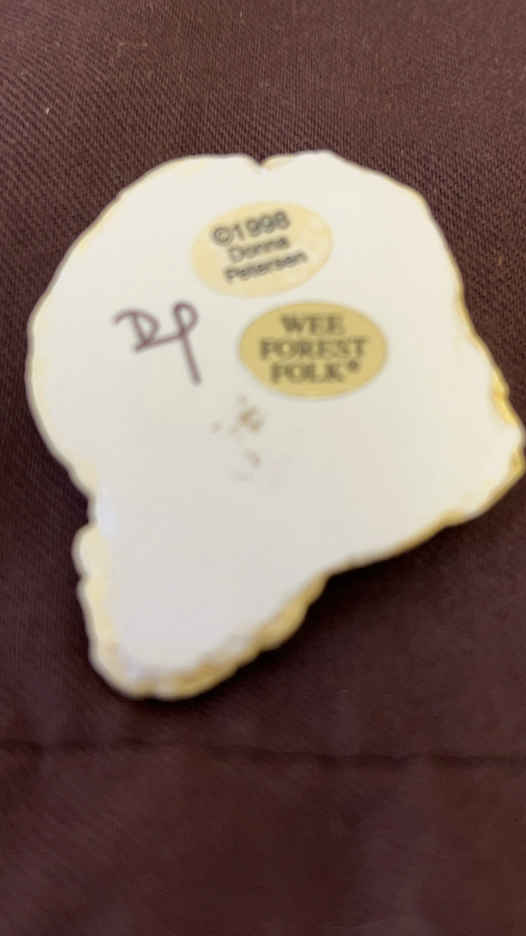 ©1998
Donna
Petersen
DP
WEE
FOREST
FOLK®